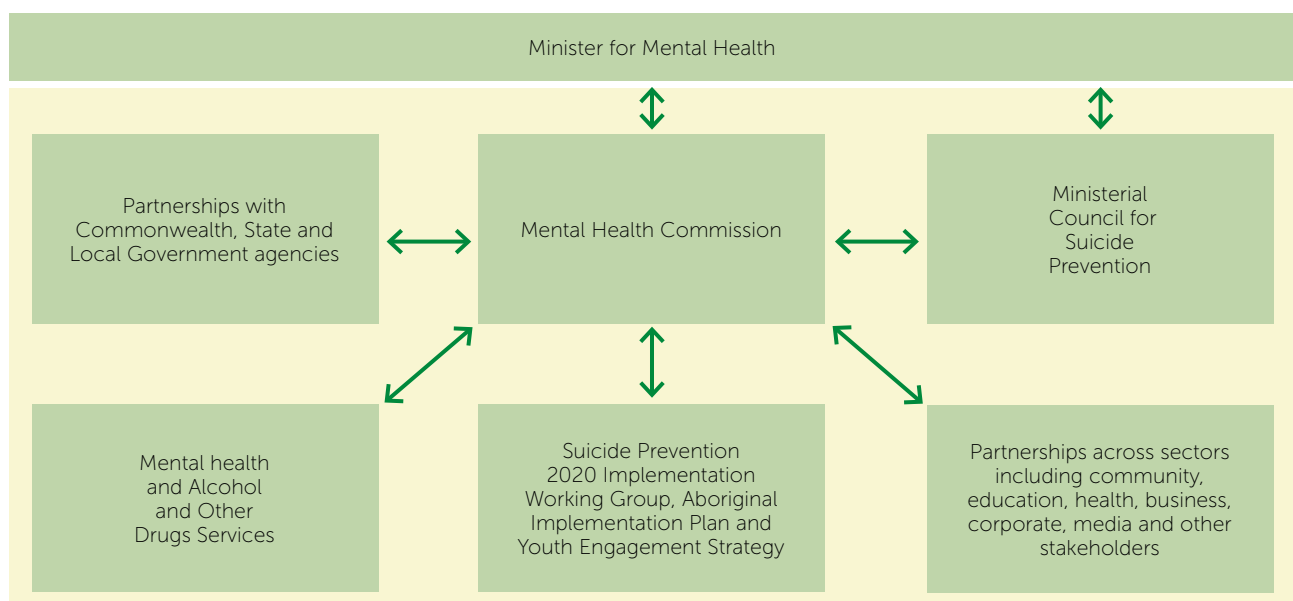 Minister for Mental Health
Partnerships with
Commonwealth, State and
Local Government agencies
Mental Health Commission
Ministerial
Council for
Suicide
Prevention
Mental health
and Alcohol
and Other
Drugs Services
Suicide Prevention
2020 Implementation
Working Group, Aboriginal
Implementation Plan and
Youth Engagement Strategy
Partnerships across sectors
including community,
education, health, business,
corporate, media and other
stakeholders